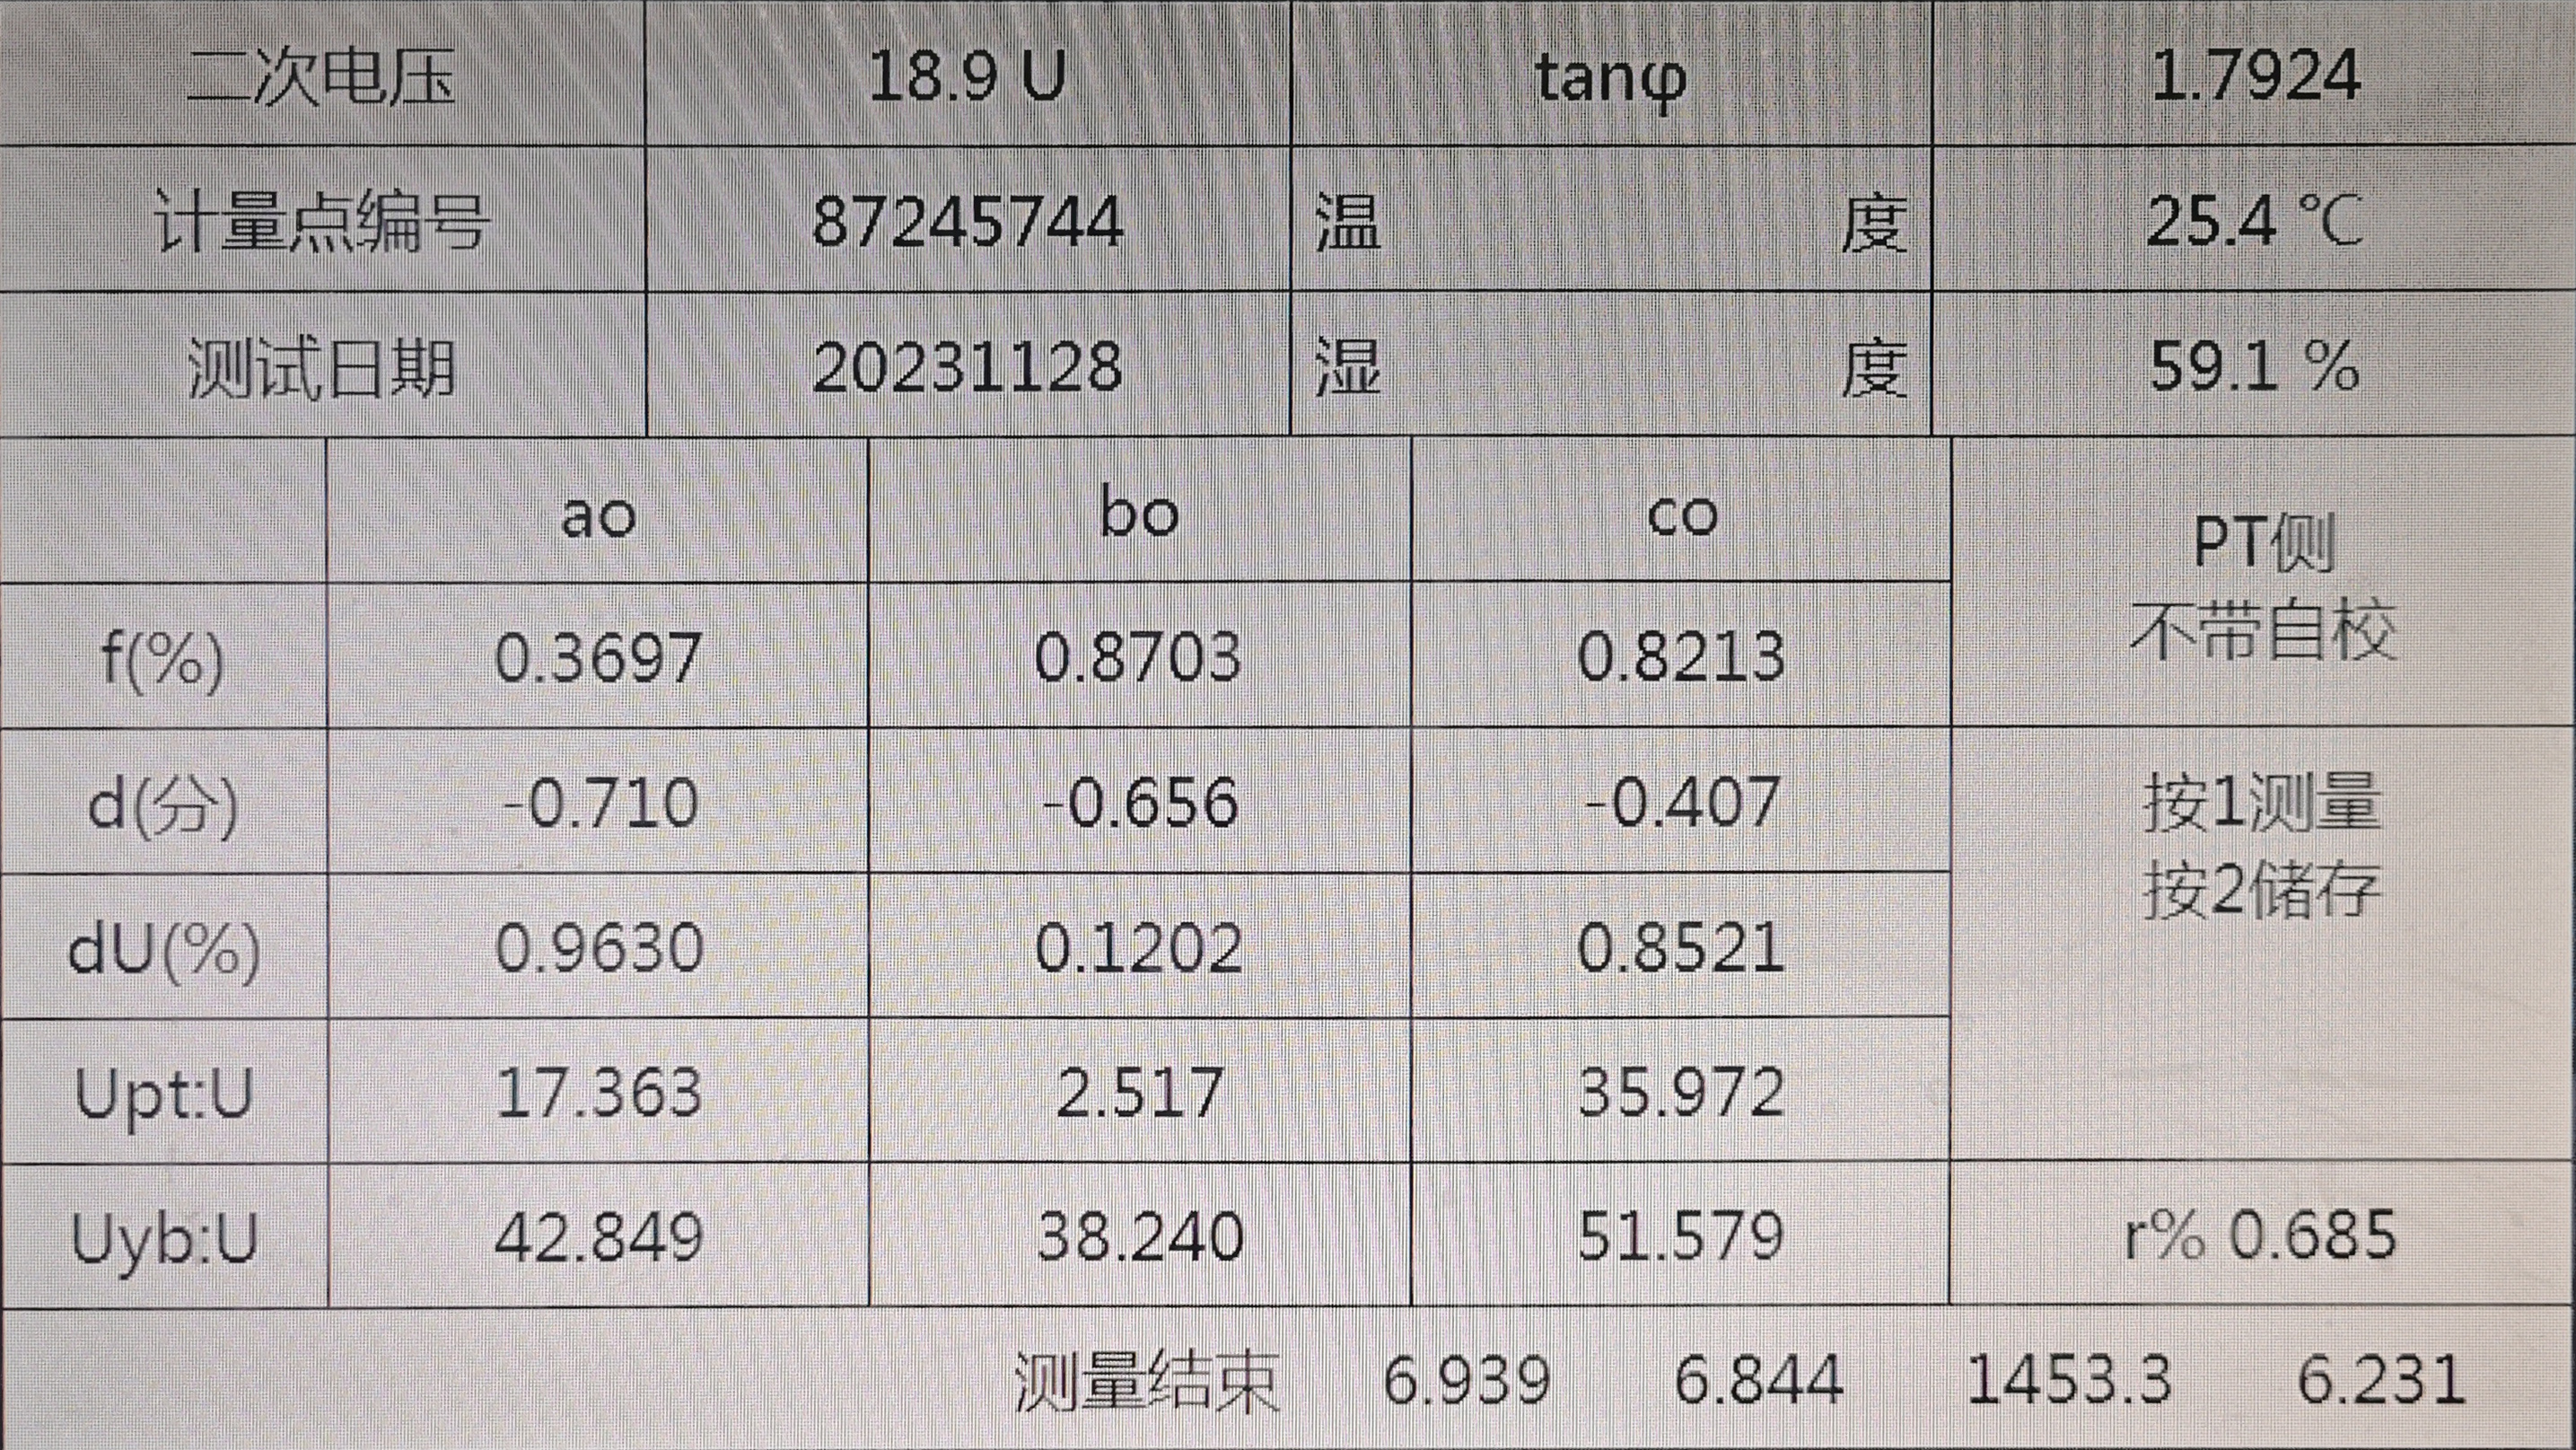 二次电压 18.9 U tanφ 1.7924
计量点编号 87245744 温 度 25.4 ℃
测试日期 20231128 湿 度 59.1 %
ao bo co PT侧
不带自校
f(%) 0.3697 0.8703 0.8213
d(分) -0.710 -0.656 -0.407 按1测量
按2储存
dU(%) 0.9630 0.1202 0.8521
Upt:U 17.363 2.517 35.972
Uyb:U 42.849 38.240 51.579 r% 0.685
测量结束 6.939 6.844 1453.3 6.231